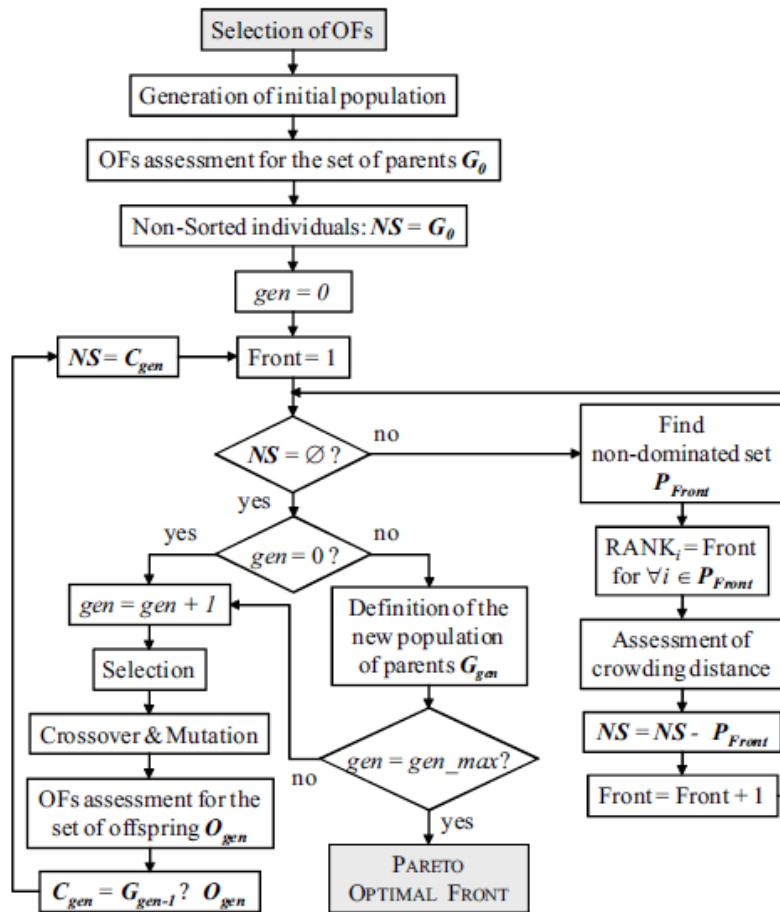 Selection of OFs
Generation of initial population
OFs assessment for the set of parents G0
Non-Sorted individuals: NS = G0
gen = 0
NS = Cgen
Front = 1
NS = ∅ ?
no
yes
Find
non-dominated set
PFront
RANKi = Front
for ∀i ∈ PFront
Assessment of
crowding distance
NS = NS - PFront
Front = Front + 1
gen = 0 ?
yes
no
gen = gen + 1
Selection
Crossover & Mutation
OFs assessment for the
set of offspring Ogen
Cgen = Ggen-1? Ogen
Definition of the
new population
of parents Ggen
gen = gen_max?
no
yes
PARETO
OPTIMAL FRONT